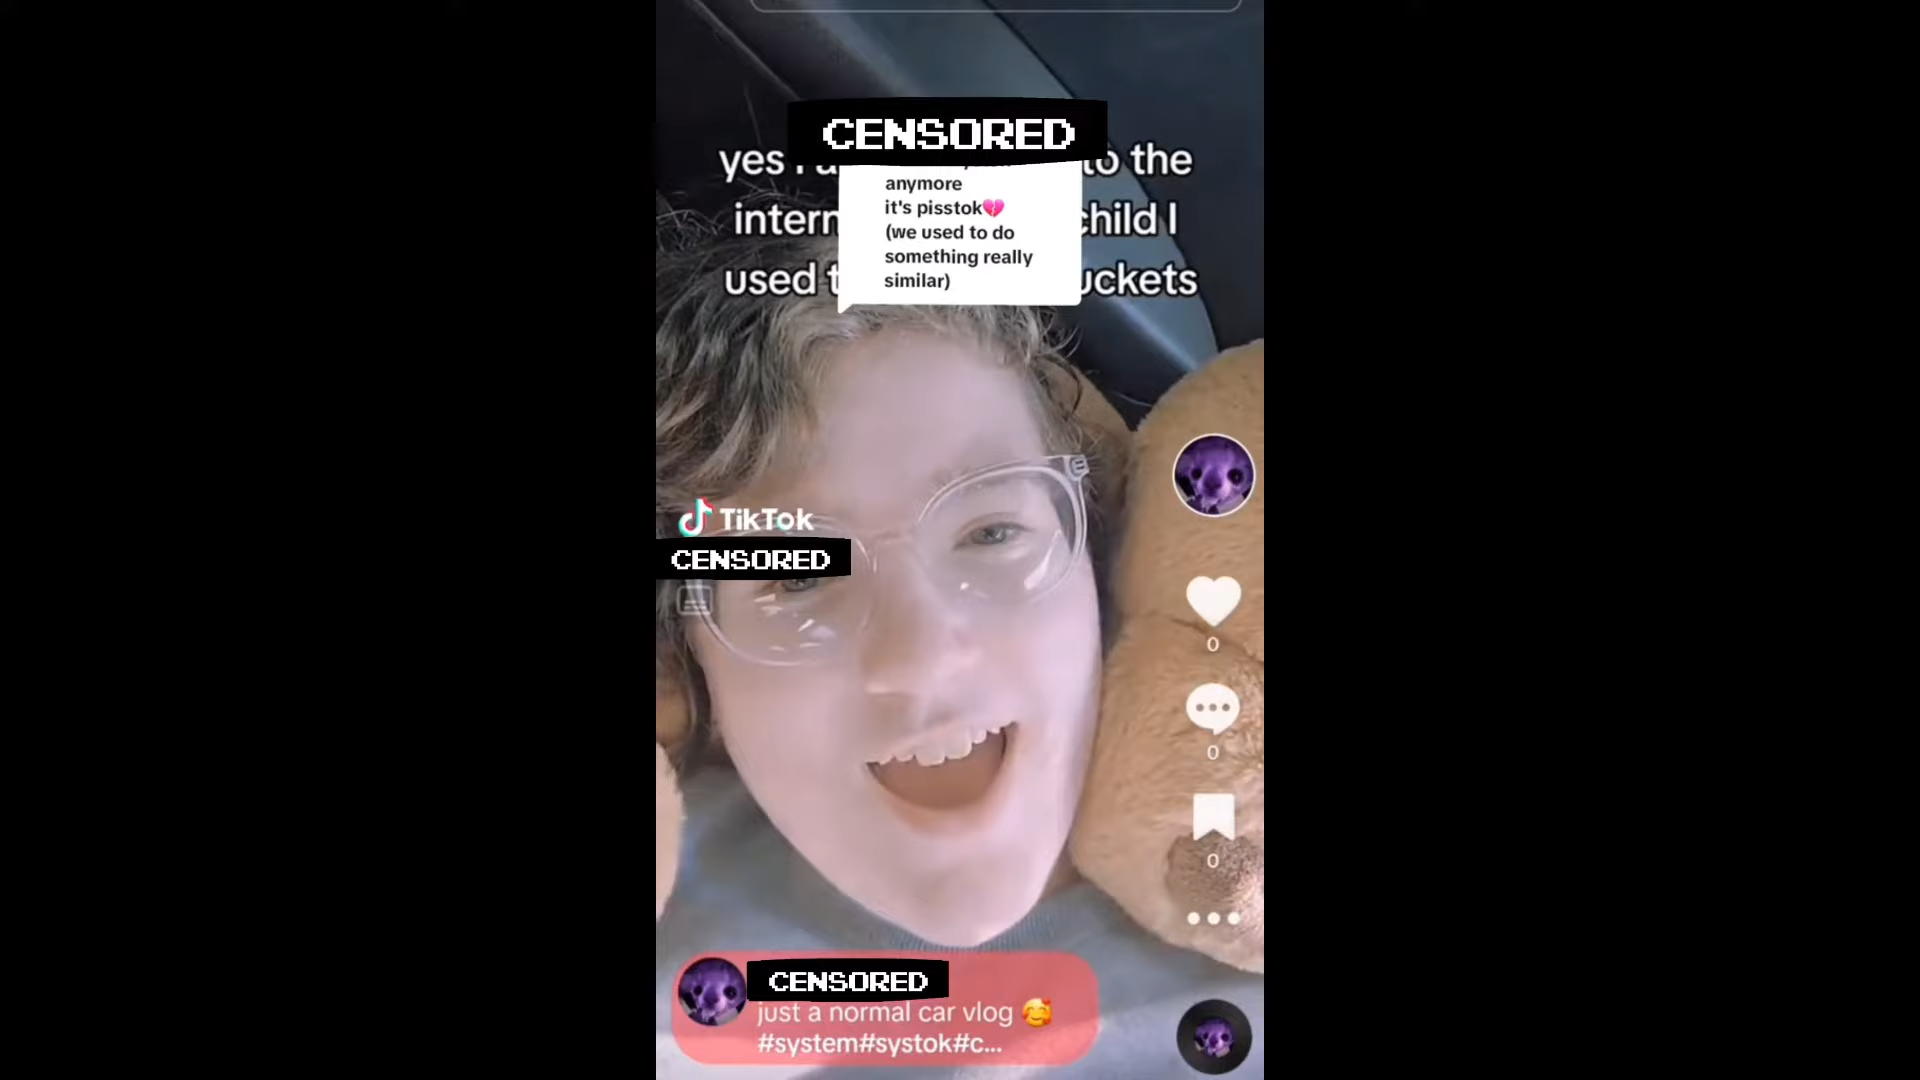 CENSORED
yes I to the
anymore
it's pisstok💔
intern child I
(we used to do
something really
used uckets
similar)
TikTok
CENSORED
0
0
0
CENSORED
just a normal car vlog 🥰
#system#systok#c...